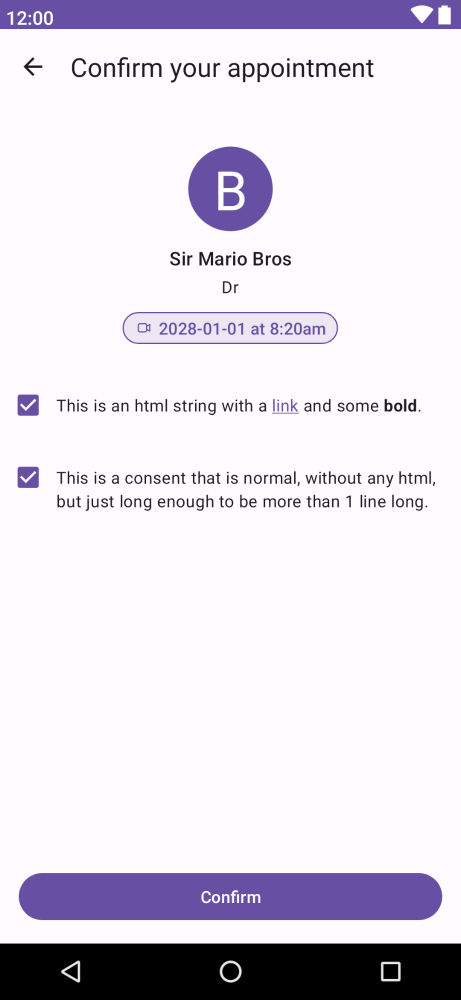 12:00
Confirm your appointment
B
Sir Mario Bros
Dr
2028-01-01 at 8:20am
This is an html string with a link and some bold.
This is a consent that is normal, without any html,
but just long enough to be more than 1 line long.
Confirm